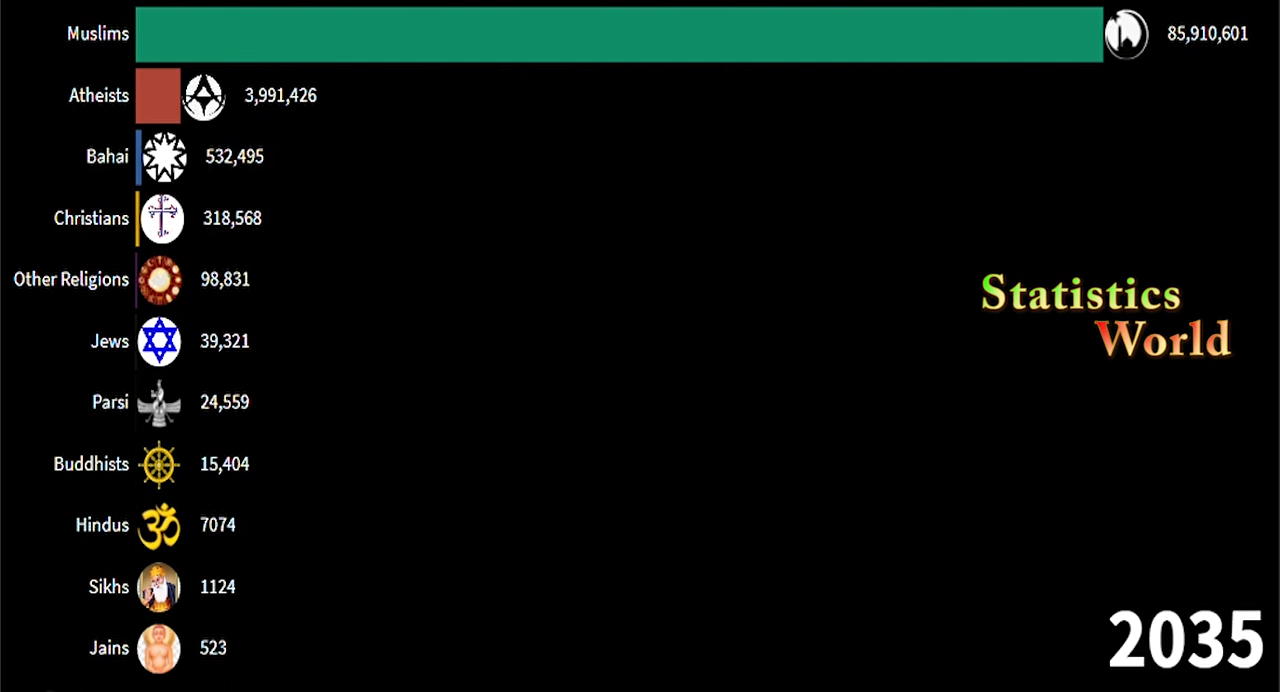 Muslims 85,910,601
Atheists 3,991,426
Bahai 532,495
Christians 318,568
Other Religions 98,831
Jews 39,321
Parsi 24,559
Buddhists 15,404
Hindus 7074
Sikhs 1124
Jains 523
Statistics
World
2035